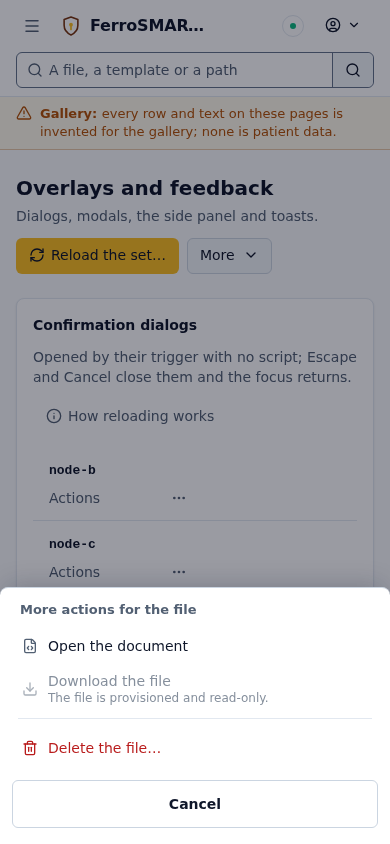 FerroSMAR…
A file, a template or a path
Gallery: every row and text on these pages is
invented for the gallery; none is patient data.
Overlays and feedback
Dialogs, modals, the side panel and toasts.
Reload the set…
More
Confirmation dialogs
Opened by their trigger with no script; Escape
and Cancel close them and the focus returns.
How reloading works
node-b
Actions
node-c
Actions
More actions for the file
Open the document
Download the file
The file is provisioned and read-only.
Delete the file…
Cancel